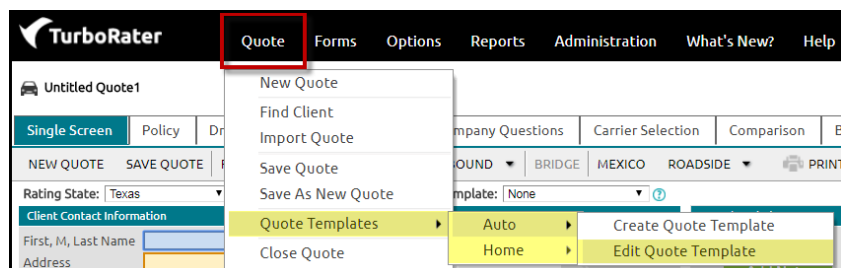 TurboRater
Quote Forms Options Reports Administration What's New? Help
Untitled Quote1
New Quote
Find Client
Import Quote
Save Quote
Save As New Quote
Quote Templates
Close Quote
Auto
Home
Create Quote Template
Edit Quote Template
Single Screen Policy Company Questions Carrier Selection Comparison
NEW QUOTE SAVE QUOTE BRIDGE MEXICO ROADSIDE PRINT
Rating State: Texas None
Client Contact Information
First, M, Last Name
Address